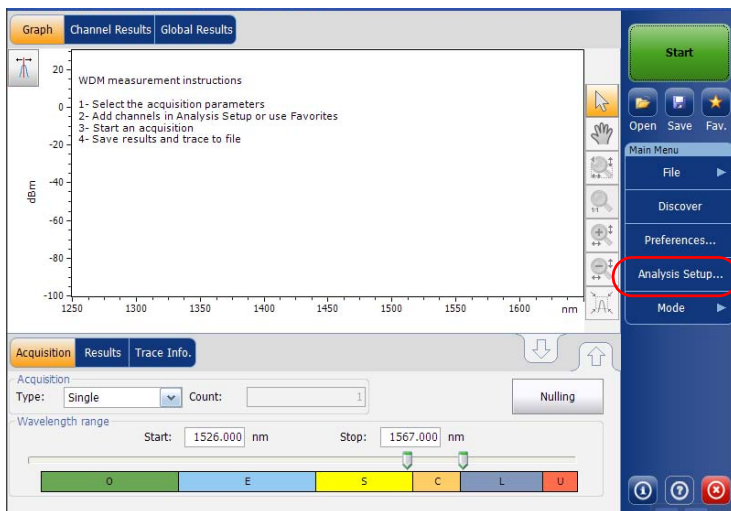 Graph Channel Results Global Results
Start
WDM measurement instructions
1- Select the acquisition parameters
2- Add channels in Analysis Setup or use Favorites
3- Start an acquisition
4- Save results and trace to file
20
0
-20
-40
-60
-80
-100
dBm
1250 1300 1350 1400 1450 1500 1550 1600 nm
1:1
Open Save Fav.
Main Menu
File
Discover
Preferences...
Analysis Setup...
Mode
Acquisition Results Trace Info.
Acquisition
Type: Single Count: 1
Nulling
Wavelength range
Start: 1526.000 nm Stop: 1567.000 nm
O E S C L U